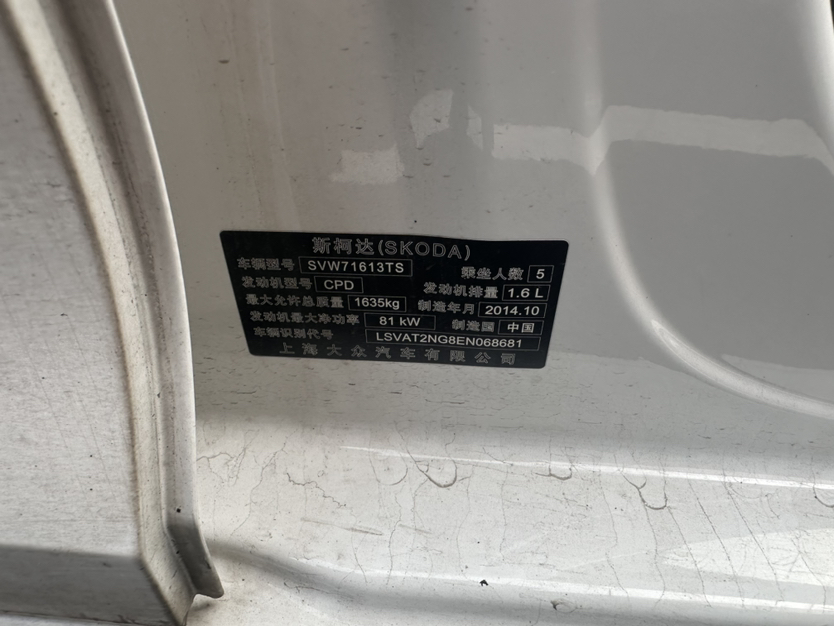 斯柯达(SKODA)
车辆型号 SVW71613TS 乘坐人数 5
发动机型号 CPD 发动机排量 1.6 L
最大允许总质量 1635kg 制造年月 2014.10
发动机最大净功率 81 kW 制造国 中国
车辆识别代号 LSVAT2NG8EN068681
上海大众汽车有限公司